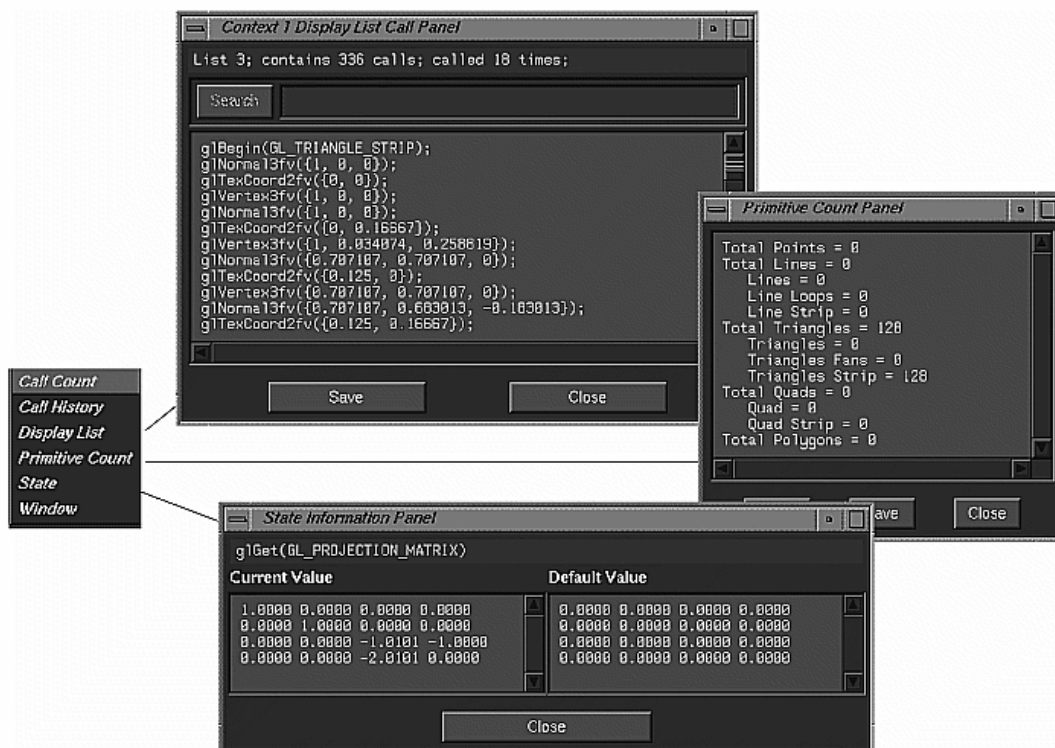 Context 1 Display List Call Panel
List 3; contains 336 calls; called 18 times;
Search
glBegin(GL_TRIANGLE_STRIP);
glNormal3fv({1, 0, 0});
glTexCoord2fv({0, 0});
glVertex3fv({1, 0, 0});
glNormal3fv({1, 0, 0});
glTexCoord2fv({0, 0.16667});
glVertex3fv({1, 0.034074, 0.258819});
glNormal3fv({0.707107, 0.707107, 0});
glTexCoord2fv({0.125, 0});
glVertex3fv({0.707107, 0.707107, 0});
glNormal3fv({0.707107, 0.683013, -0.183013});
glTexCoord2fv({0.125, 0.16667});
Save
Close
Primitive Count Panel
Total Points = 0
Total Lines = 0
Lines = 0
Line Loops = 0
Line Strip = 0
Total Triangles = 128
Triangles = 0
Triangles Fans = 0
Triangles Strip = 128
Total Quads = 0
Quad = 0
Quad Strip = 0
Total Polygons = 0
ave
Close
Call Count
Call History
Display List
Primitive Count
State
Window
State Information Panel
glGet(GL_PROJECTION_MATRIX)
Current Value
1.0000 0.0000 0.0000 0.0000
0.0000 1.0000 0.0000 0.0000
0.0000 0.0000 -1.0101 -1.0000
0.0000 0.0000 -2.0101 0.0000
Default Value
0.0000 0.0000 0.0000 0.0000
0.0000 0.0000 0.0000 0.0000
0.0000 0.0000 0.0000 0.0000
0.0000 0.0000 0.0000 0.0000
Close